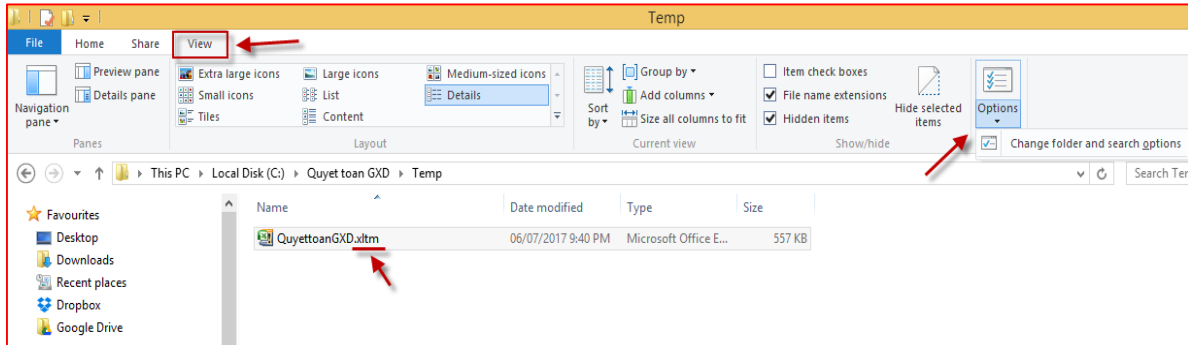 Temp
File Home Share View
Navigation pane
Preview pane
Details pane
Panes
Extra large icons Large icons Medium-sized icons
Small icons List Details
Tiles Content
Layout
Sort by
Group by
Add columns
Size all columns to fit
Current view
Item check boxes
File name extensions
Hidden items
Hide selected items
Show/hide
Options
Change folder and search options
This PC Local Disk (C:) Quyet toan GXD Temp
Search Ter
Favourites
Desktop
Downloads
Recent places
Dropbox
Google Drive
Name Date modified Type Size
QuyettoanGXD.xltm 06/07/2017 9:40 PM Microsoft Office E... 557 KB